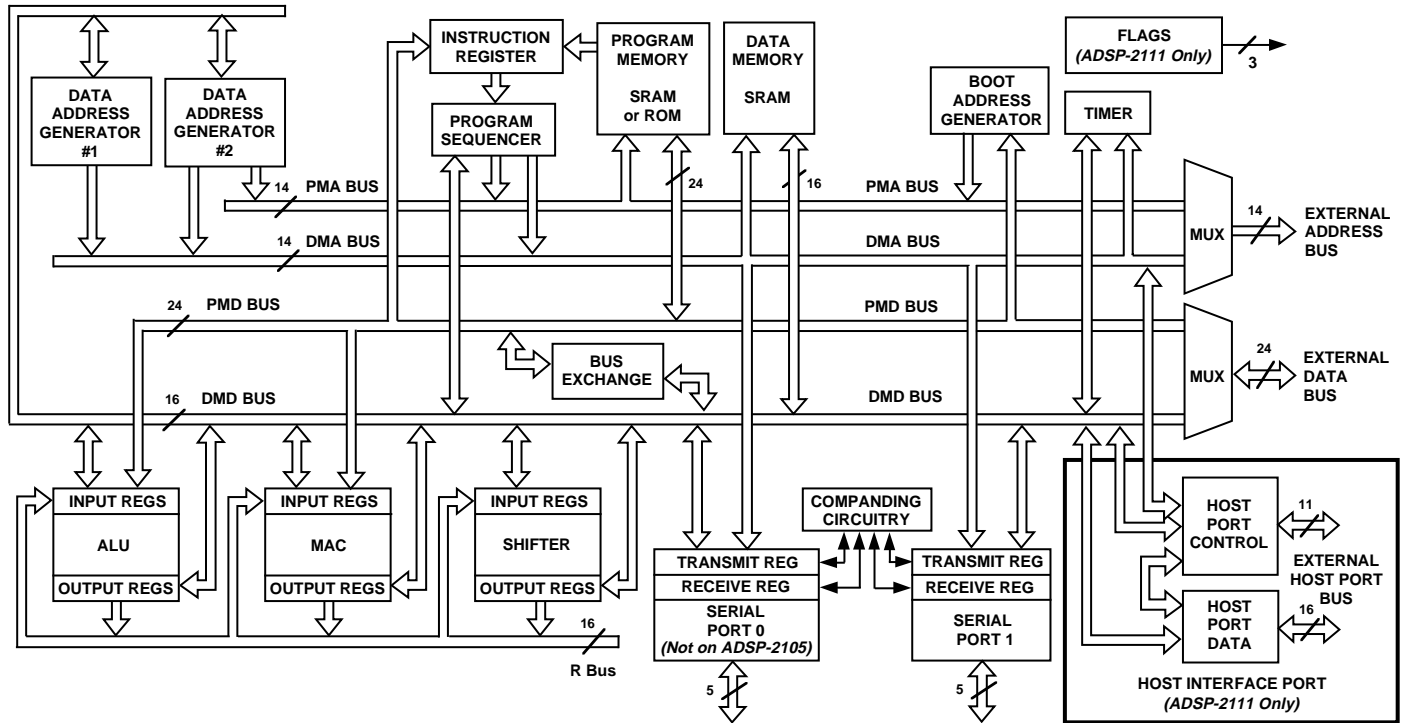 INSTRUCTION
REGISTER
PROGRAM
MEMORY
SRAM
or ROM
DATA
MEMORY
SRAM
FLAGS
(ADSP-2111 Only)
3
DATA
ADDRESS
GENERATOR
#1
DATA
ADDRESS
GENERATOR
#2
PROGRAM
SEQUENCER
BOOT
ADDRESS
GENERATOR
TIMER
24
16
14
PMA BUS
PMA BUS
14
DMA BUS
DMA BUS
MUX
14
EXTERNAL
ADDRESS
BUS
24
PMD BUS
PMD BUS
BUS
EXCHANGE
MUX
24
EXTERNAL
DATA
BUS
16
DMD BUS
DMD BUS
INPUT REGS
ALU
OUTPUT REGS
INPUT REGS
MAC
OUTPUT REGS
INPUT REGS
SHIFTER
OUTPUT REGS
16
R Bus
COMPANDING
CIRCUITRY
TRANSMIT REG
RECEIVE REG
SERIAL
PORT 0
(Not on ADSP-2105)
5
TRANSMIT REG
RECEIVE REG
SERIAL
PORT 1
5
HOST
PORT
CONTROL
11
EXTERNAL
HOST PORT
BUS
HOST
PORT
DATA
16
HOST INTERFACE PORT
(ADSP-2111 Only)